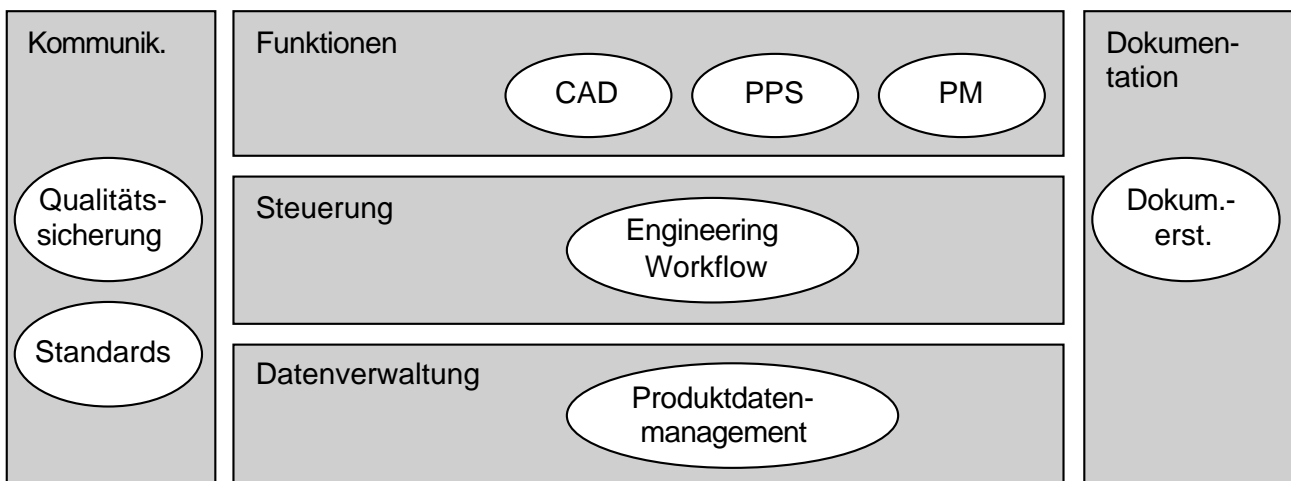 Kommunik.
Qualitäts-
sicherung
Standards
Funktionen
CAD
PPS
PM
Steuerung
Engineering
Workflow
Datenverwaltung
Produktdaten-
management
Dokumen-
tation
Dokum.-
erst.